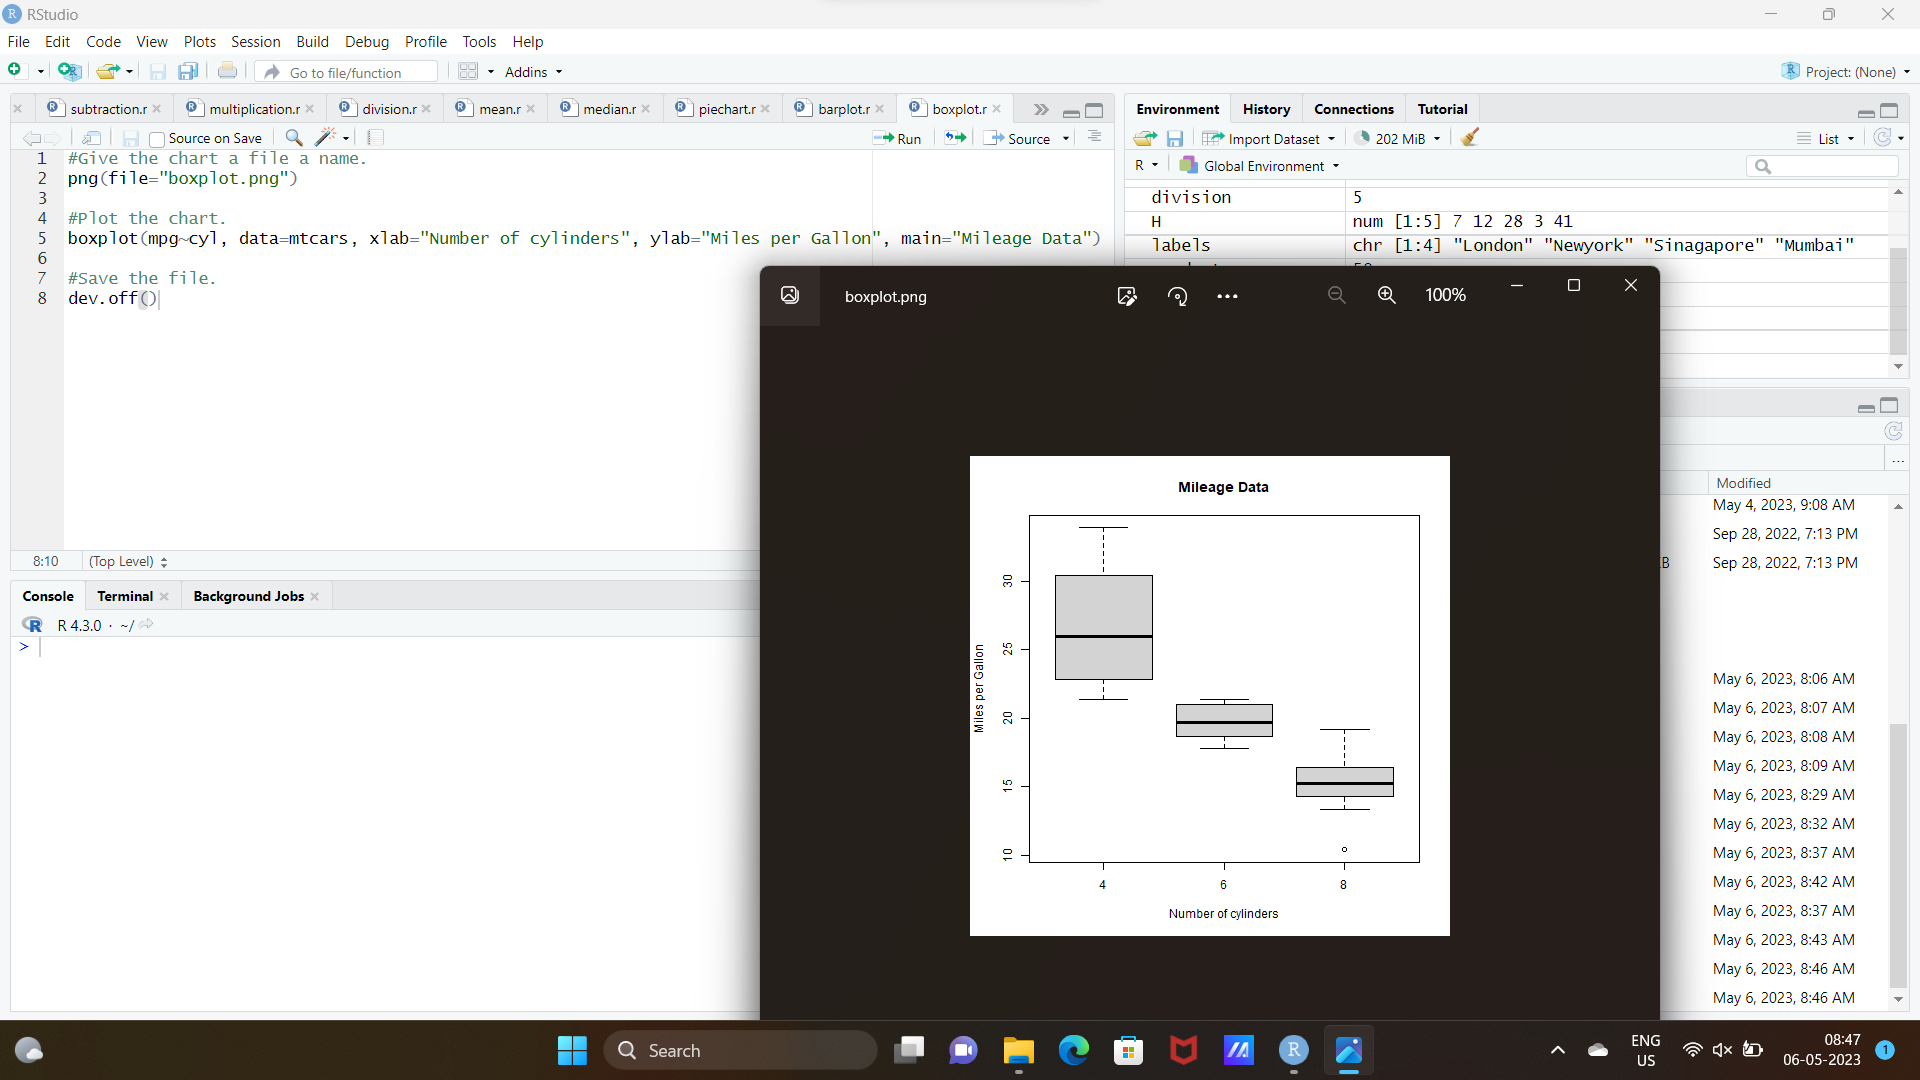 RStudio
File Edit Code View Plots Session Build Debug Profile Tools Help
Go to file/function Addins Project: (None)
subtraction.r multiplication.r division.r mean.r median.r piechart.r barplot.r boxplot.r
Source on Save Run Source
1 #Give the chart a file a name.
2 png(file="boxplot.png")
3
4 #Plot the chart.
5 boxplot(mpg~cyl, data=mtcars, xlab="Number of cylinders", ylab="Miles per Gallon", main="Mileage Data")
6
7 #Save the file.
8 dev.off()
8:10 (Top Level)
Console Terminal Background Jobs
R 4.3.0 · ~/
>
Environment History Connections Tutorial
Import Dataset 202 MiB List
R Global Environment
division 5
H num [1:5] 7 12 28 3 41
labels chr [1:4] "London" "Newyork" "Sinagapore" "Mumbai"
boxplot.png 100%
Mileage Data
Miles per Gallon
30
25
20
15
10
4 6 8
Number of cylinders
Modified
May 4, 2023, 9:08 AM
Sep 28, 2022, 7:13 PM
B Sep 28, 2022, 7:13 PM
May 6, 2023, 8:06 AM
May 6, 2023, 8:07 AM
May 6, 2023, 8:08 AM
May 6, 2023, 8:09 AM
May 6, 2023, 8:29 AM
May 6, 2023, 8:32 AM
May 6, 2023, 8:37 AM
May 6, 2023, 8:42 AM
May 6, 2023, 8:37 AM
May 6, 2023, 8:43 AM
May 6, 2023, 8:46 AM
May 6, 2023, 8:46 AM
Search
ENG
US
08:47
06-05-2023
1